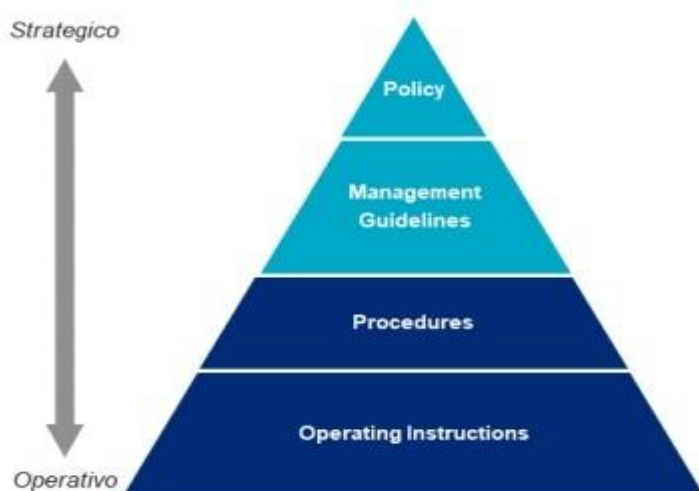 Strategico
Policy
Management
Guidelines
Procedures
Operating Instructions
Operativo